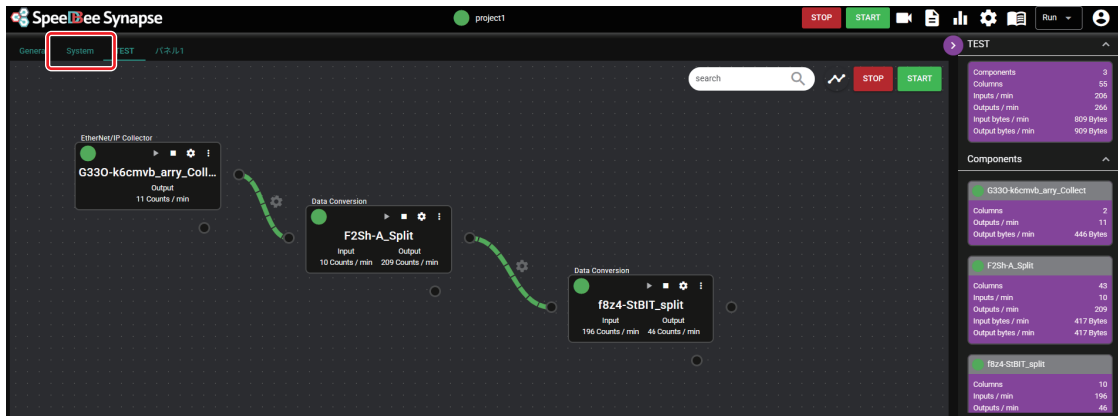 SpeeDBee Synapse
project1
STOP
START
Run
General
System
TEST
パネル1
search
STOP
START
EtherNet/IP Collector
G33O-k6cmvb_arry_Coll...
Output
11 Counts / min
Data Conversion
F2Sh-A_Split
Input Output
10 Counts / min 209 Counts / min
Data Conversion
f8z4-StBIT_split
Input Output
196 Counts / min 46 Counts / min
TEST
Components 3
Columns 55
Inputs / min 206
Outputs / min 266
Input bytes / min 809 Bytes
Output bytes / min 909 Bytes
Components
G33O-k6cmvb_arry_Collect
Columns 2
Outputs / min 11
Output bytes / min 446 Bytes
F2Sh-A_Split
Columns 43
Inputs / min 10
Outputs / min 209
Input bytes / min 417 Bytes
Output bytes / min 417 Bytes
f8z4-StBIT_split
Columns 10
Inputs / min 196
Outputs / min 46